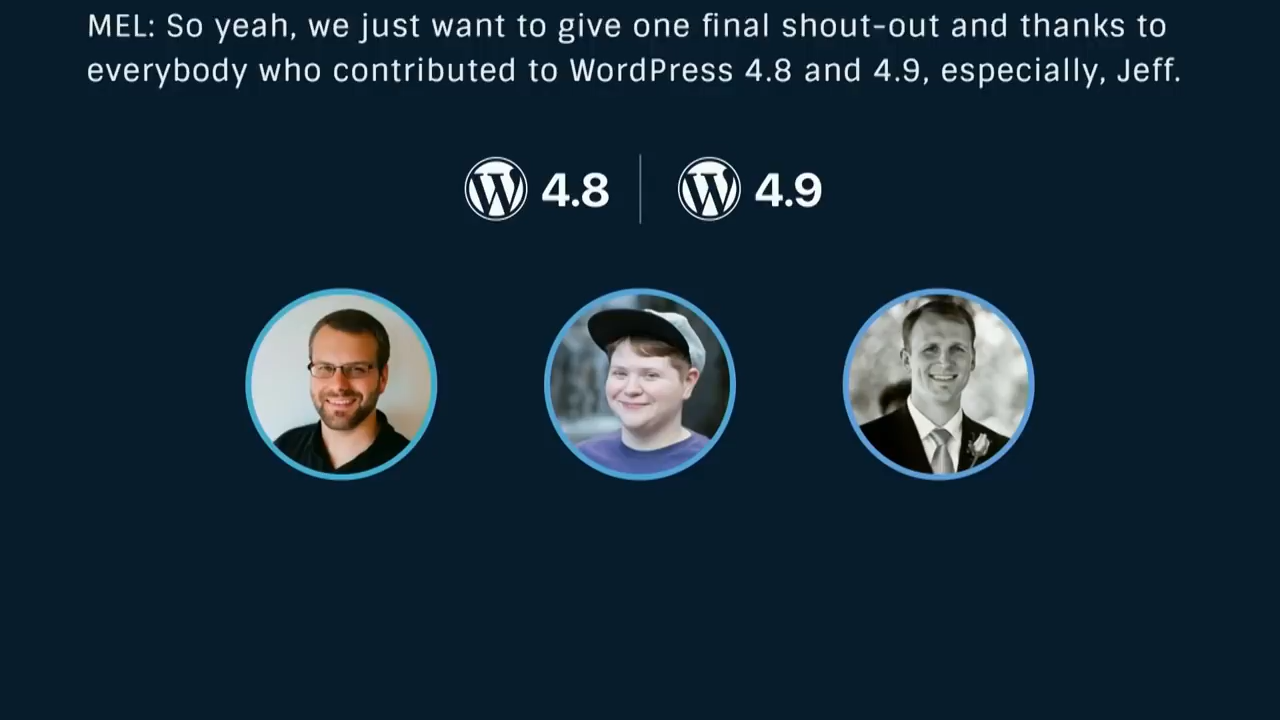 MEL: So yeah, we just want to give one final shout-out and thanks to
everybody who contributed to WordPress 4.8 and 4.9, especially, Jeff.
4.8 4.9